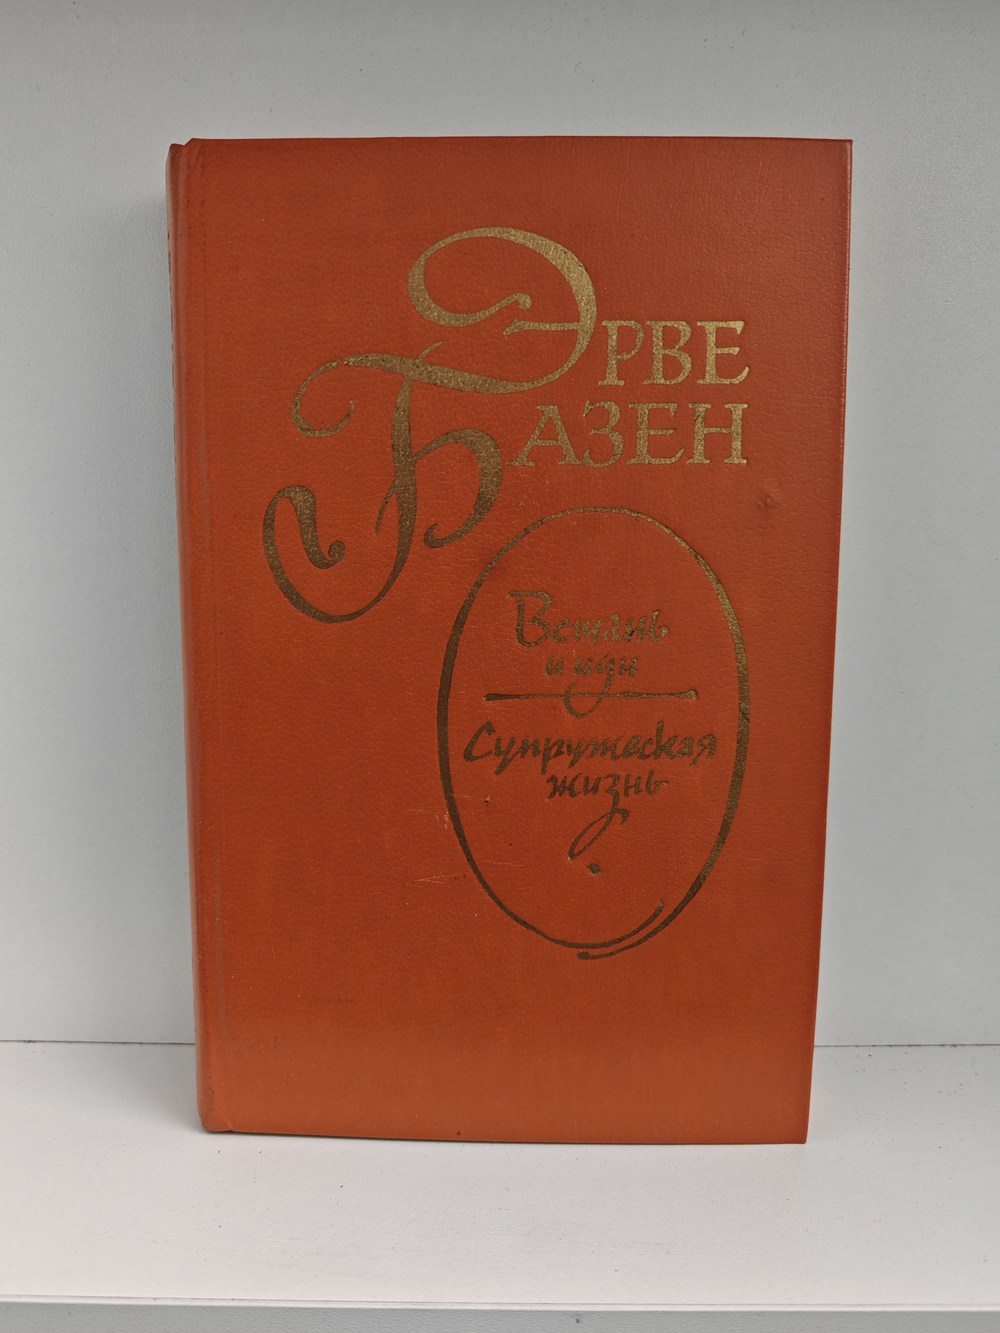 ЭРВЕ
БАЗЕН
Встань
и иди
Супружеская
жизнь